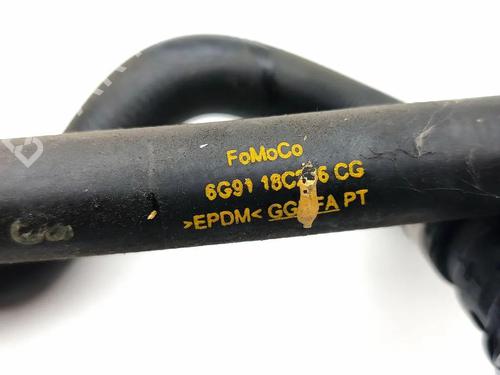 FoMoCo
6G91 CG
>EPDM< PT